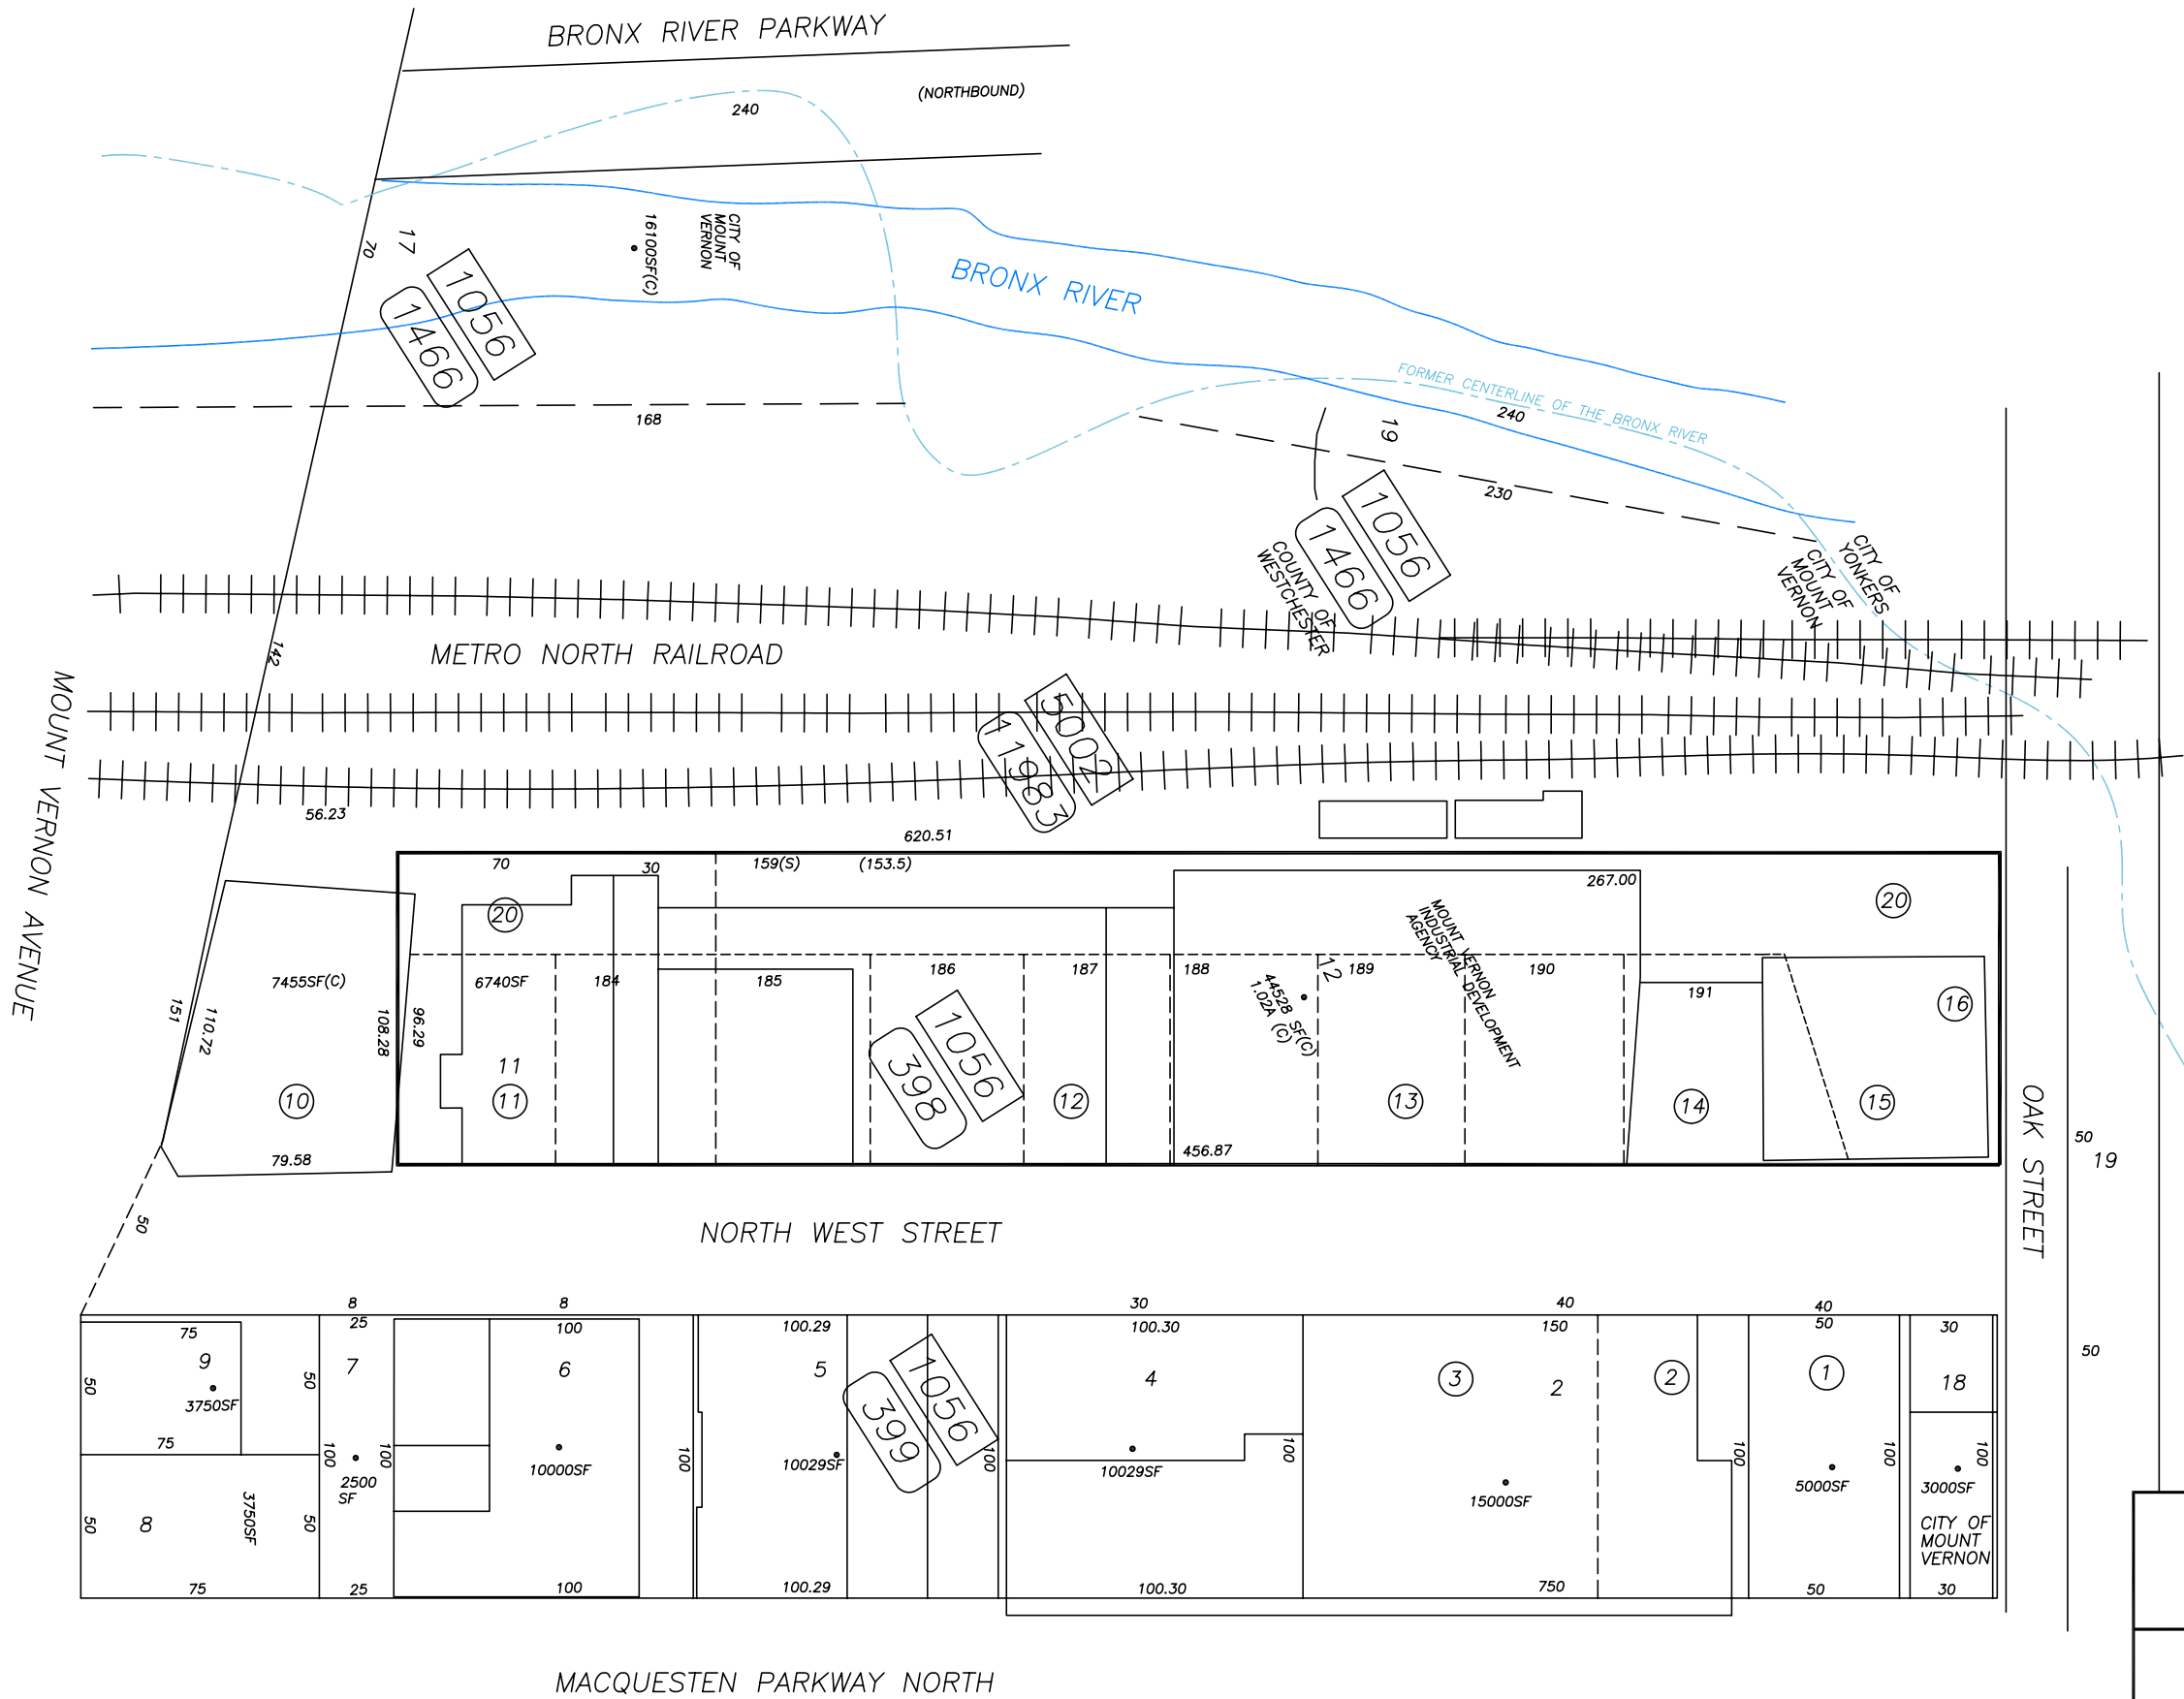 BRONX RIVER PARKWAY
(NORTHBOUND)
240
17
70
16100SF(C)
CITY OF
MOUNT
VERNON
1056
1466
BRONX RIVER
168
FORMER CENTERLINE OF THE BRONX RIVER
240
19
230
1056
1466
COUNTY OF
WESTCHESTER
CITY OF
YONKERS
CITY OF
MOUNT
VERNON
142
METRO NORTH RAILROAD
MOUNT VERNON AVENUE
5002
11983
56.23
620.51
70
30
159(S)
(153.5)
267.00
20
20
MOUNT VERNON
INDUSTRIAL DEVELOPMENT
AGENCY
7455SF(C)
6740SF
184
185
186
187
188
12
189
190
191
44528 SF(C)
1.02A (C)
16
151
110.72
108.28
96.29
11
1056
398
10
11
12
13
14
15
79.58
456.87
OAK STREET
50
19
50
NORTH WEST STREET
8
8
30
40
40
75
25
100
100.29
100.30
150
50
30
50
9
3750SF
50
7
6
5
1056
399
4
3
2
2
1
18
75
100
100
2500
SF
10000SF
100
10029SF
100
10029SF
100
15000SF
100
5000SF
100
3000SF
100
CITY OF
MOUNT
VERNON
50
8
3750SF
50
75
25
100
100.29
100.30
750
50
30
MACQUESTEN PARKWAY NORTH